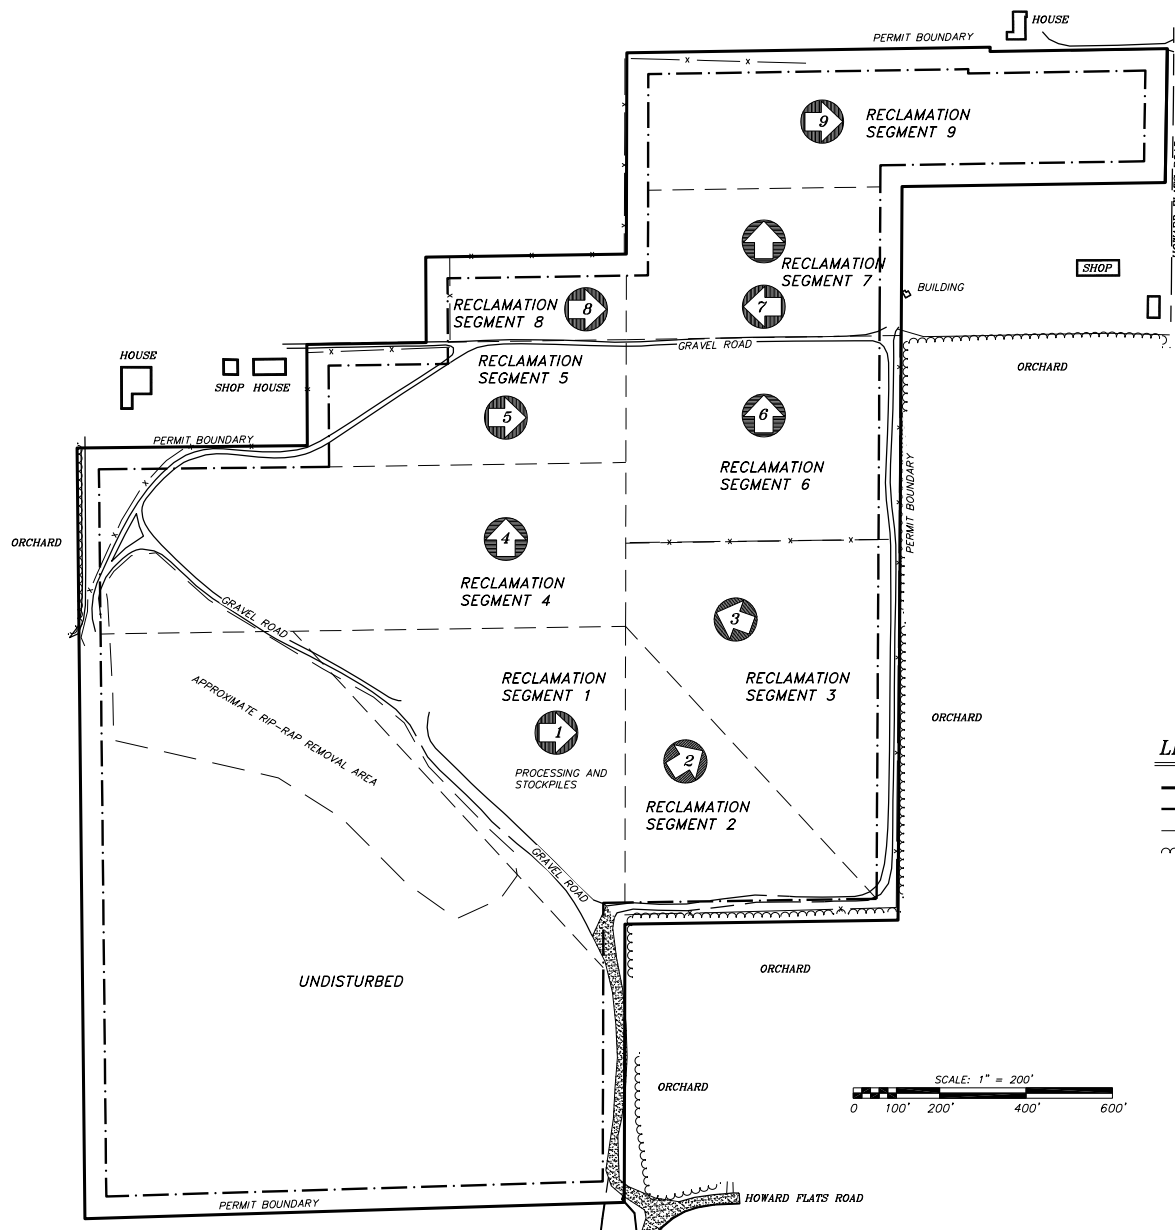 HOUSE
PERMIT BOUNDARY
9
RECLAMATION
SEGMENT 9
RECLAMATION
SEGMENT 7
7
SHOP
BUILDING
RECLAMATION
SEGMENT 8
8
GRAVEL ROAD
HOUSE
SHOP
HOUSE
RECLAMATION
SEGMENT 5
5
ORCHARD
6
PERMIT BOUNDARY
RECLAMATION
SEGMENT 6
PERMIT BOUNDARY
ORCHARD
4
RECLAMATION
SEGMENT 4
GRAVEL ROAD
3
RECLAMATION
SEGMENT 3
RECLAMATION
SEGMENT 1
1
PROCESSING AND
STOCKPILES
APPROXIMATE RIP-RAP REMOVAL AREA
2
RECLAMATION
SEGMENT 2
ORCHARD
GRAVEL ROAD
UNDISTURBED
ORCHARD
ORCHARD
SCALE: 1" = 200'
0 100' 200' 400' 600'
HOWARD FLATS ROAD
PERMIT BOUNDARY